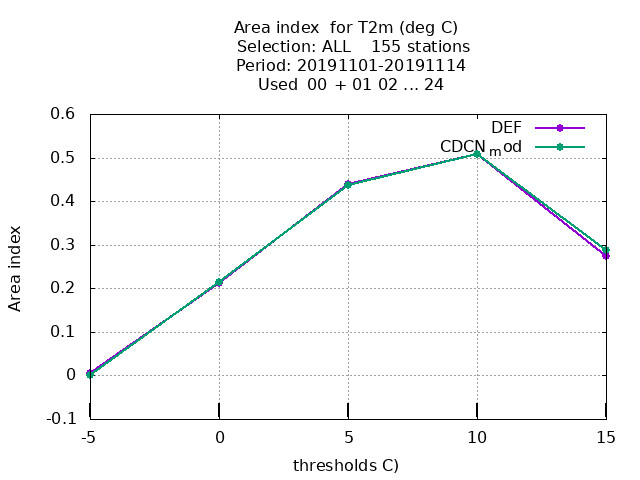 Area index for T2m (deg C)
Selection: ALL 155 stations
Period: 20191101-20191114
Used 00 + 01 02 ... 24
DEF
CDCNmod
0.6
0.5
0.4
0.3
0.2
0.1
0
-0.1
Area index
-5 0 5 10 15
thresholds C)